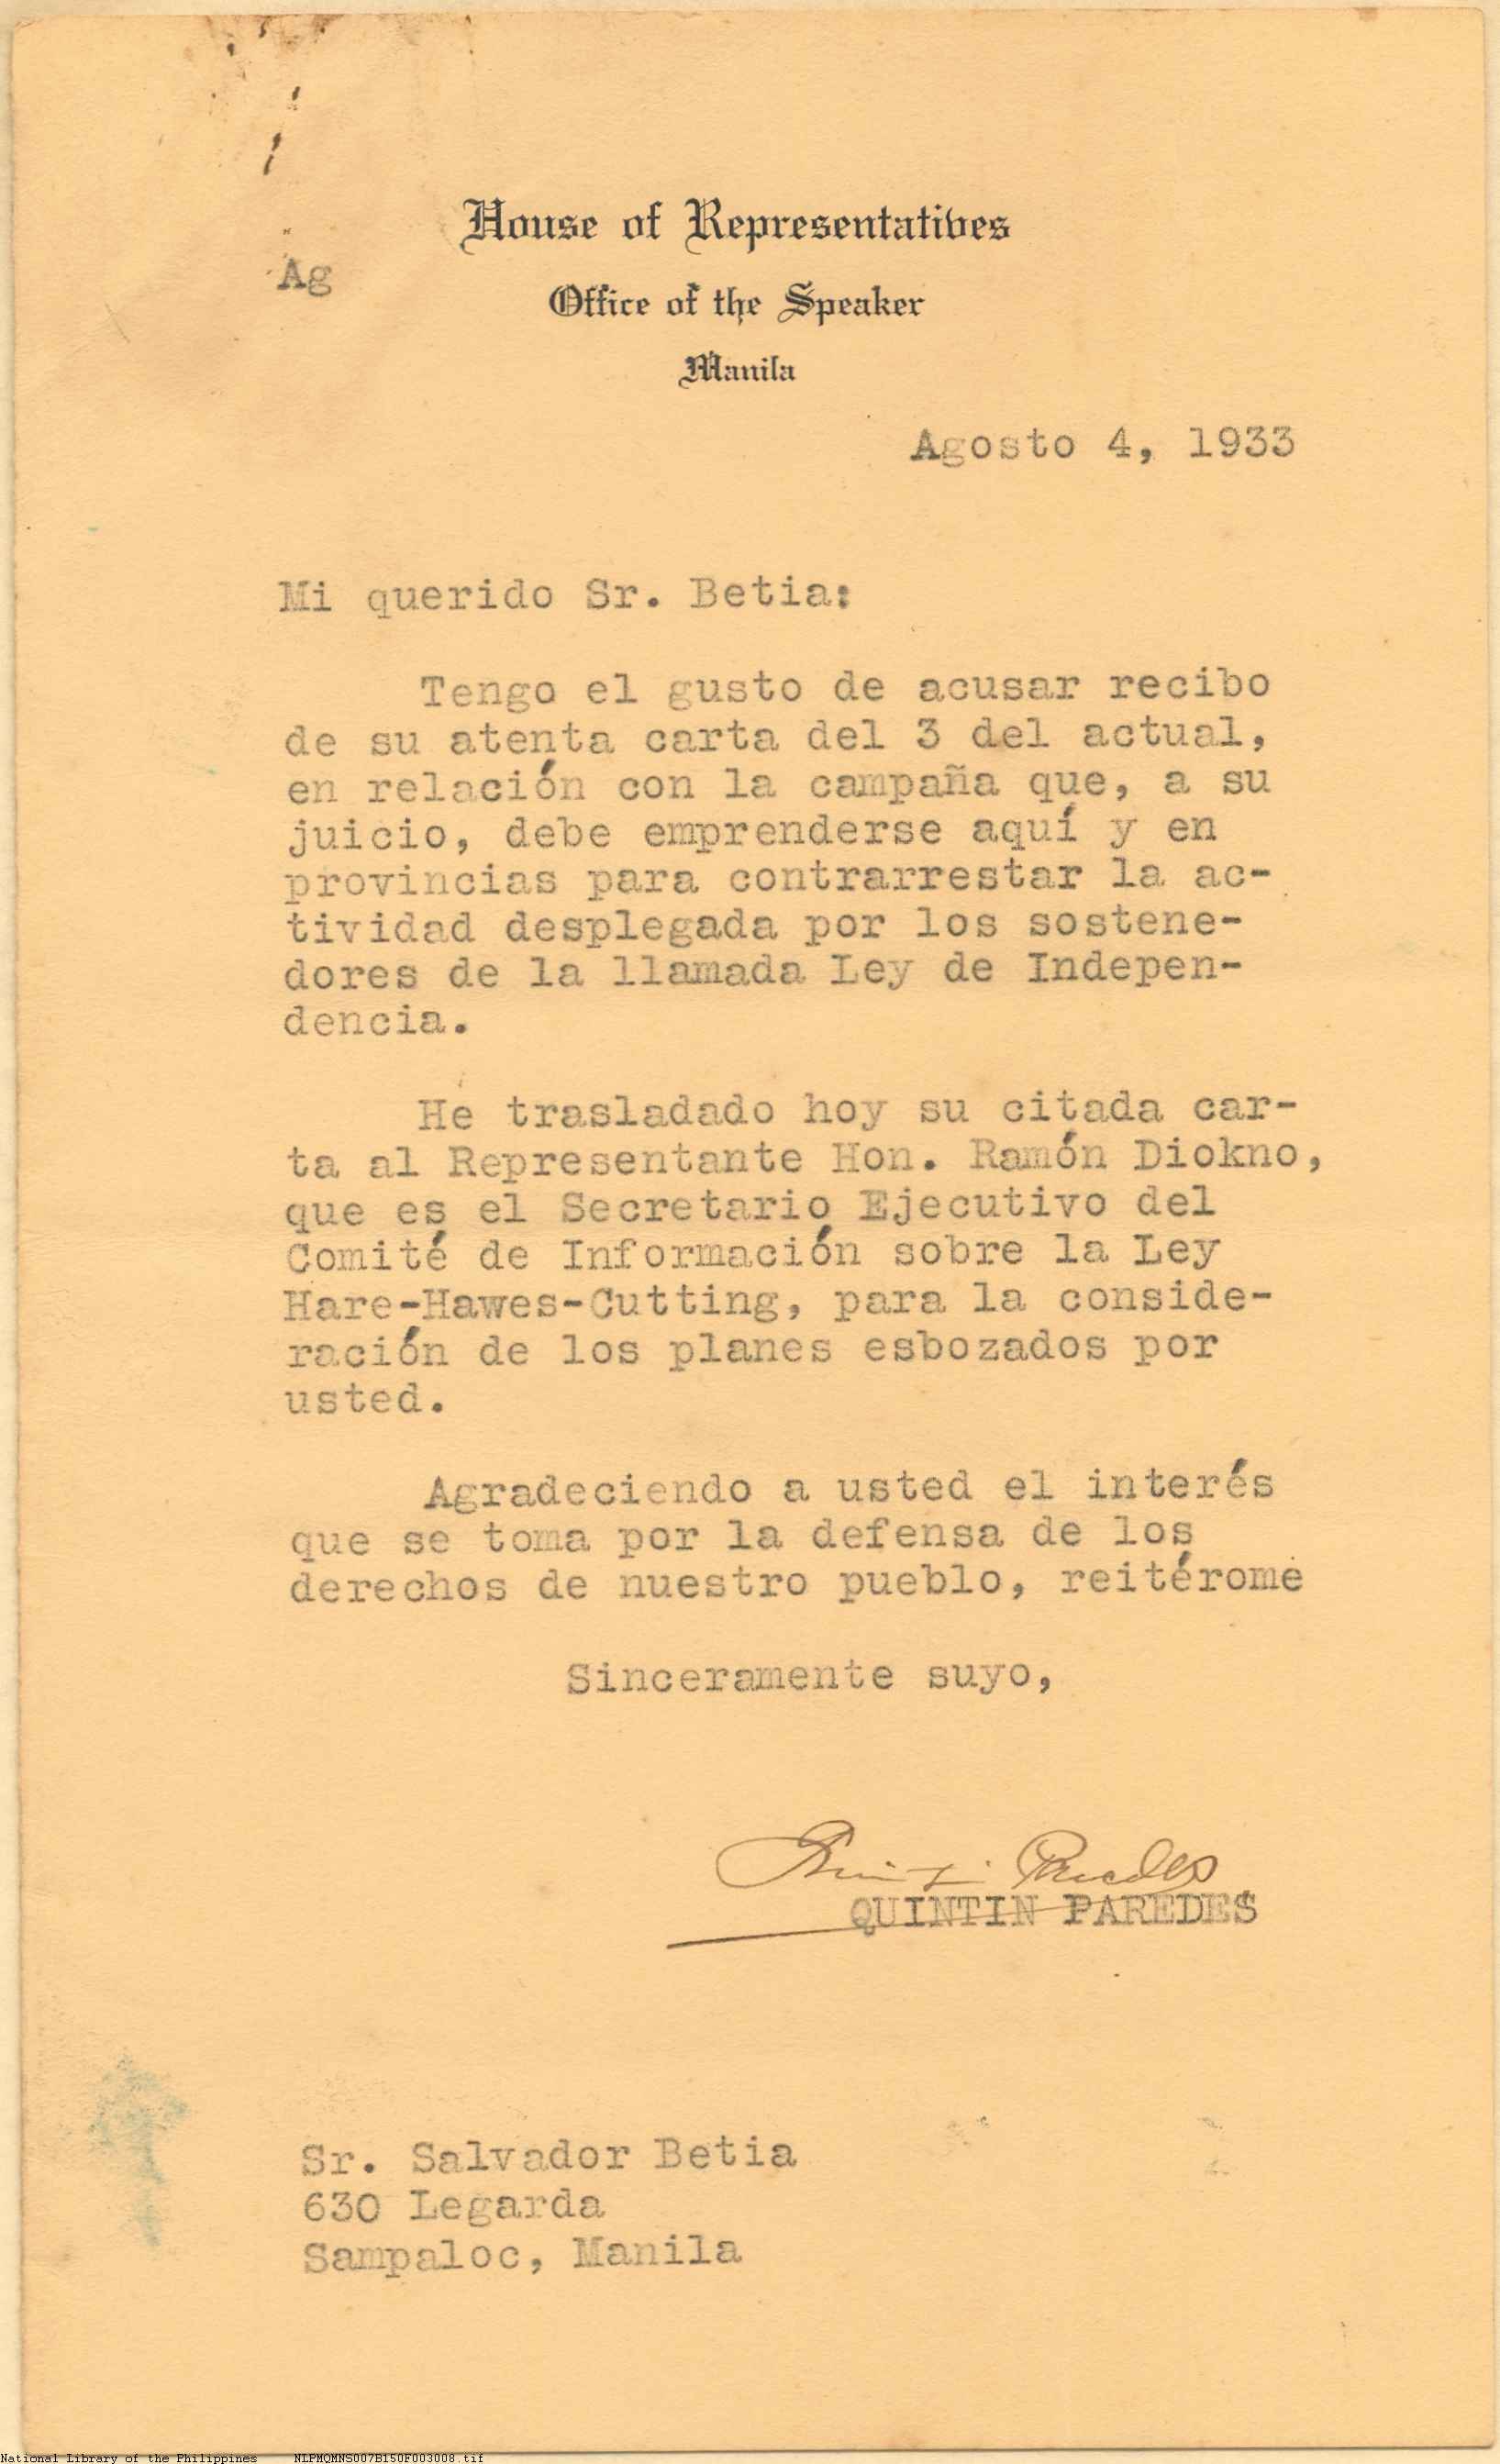 House of Representatives
Ag
Office of the Speaker
Manila
Agosto 4, 1933
Mi querido Sr. Betia:
Tengo el gusto de acusar recibo
de su atenta carta del 3 del actual,
en relación con la campaña que, a su
juicio, debe emprenderse aquí y en
provincias para contrarrestar la ac-
tividad desplegada por los sostene-
dores de la llamada Ley de Indepen-
dencia.
He trasladado hoy su citada car-
ta al Representante Hon. Ramón Diokno,
que es el Secretario Ejecutivo del
Comité de Información sobre la Ley
Hare-Hawes-Cutting, para la conside-
ración de los planes esbozados por
usted.
Agradeciendo a usted el interés
que se toma por la defensa de los
derechos de nuestro pueblo, reitérome
Sinceramente suyo,
Quintin Paredes
QUINTIN PAREDES
Sr. Salvador Betia
630 Legarda
Sampaloc, Manila
National Library of the Philippines NLPMQMNS007B150F003008.tif